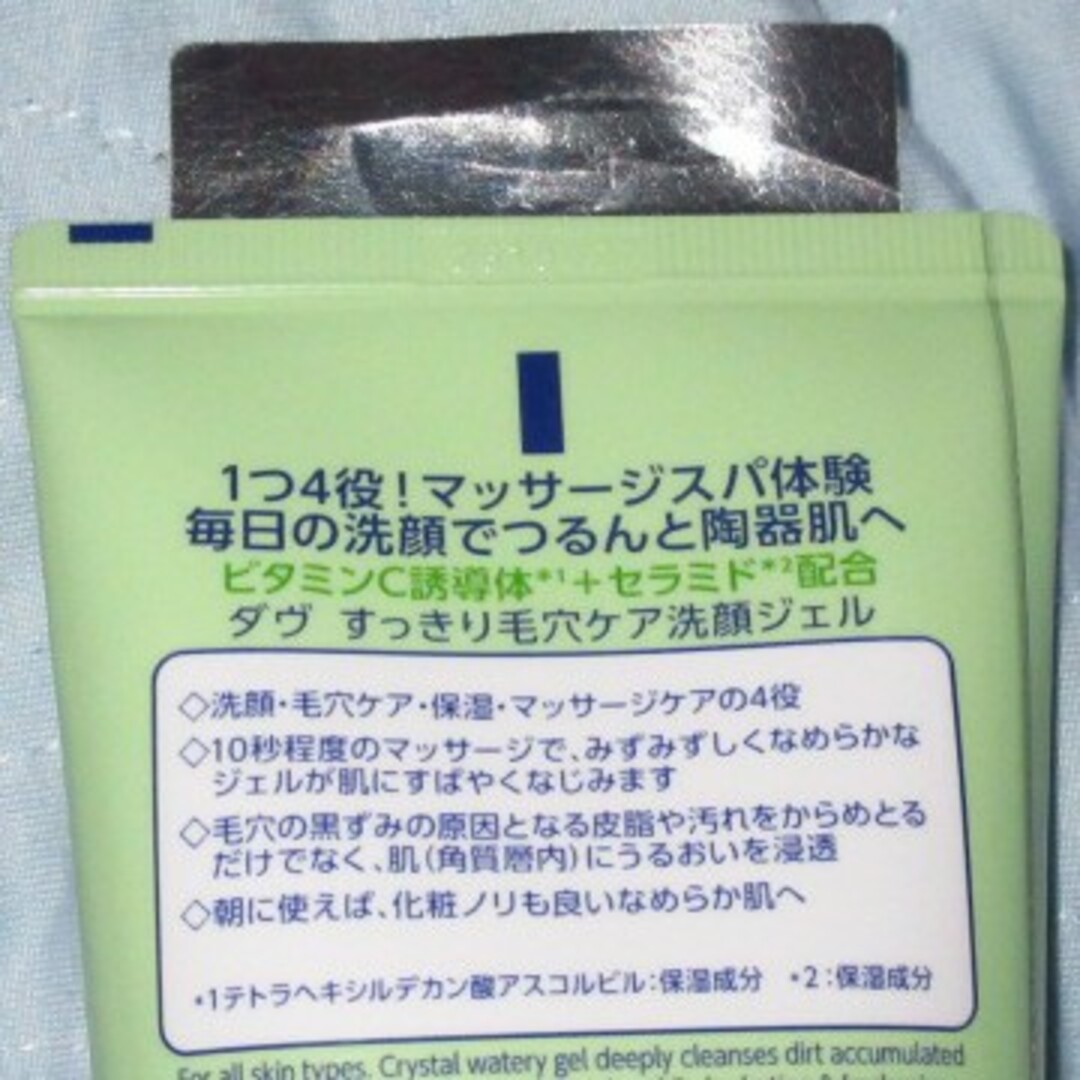 1つ4役!マッサージスパ体験
毎日の洗顔でつるんと陶器肌へ
ビタミンC誘導体*1+セラミド*2配合
ダヴ すっきり毛穴ケア洗顔ジェル
◇洗顔・毛穴ケア・保湿・マッサージケアの4役
◇10秒程度のマッサージで、みずみずしくなめらかな
ジェルが肌にすばやくなじみます
◇毛穴の黒ずみの原因となる皮脂や汚れをからめとる
だけでなく、肌(角質層内)にうるおいを浸透
◇朝に使えば、化粧ノリも良いなめらか肌へ
*1テトラヘキシルデカン酸アスコルビル:保湿成分 *2:保湿成分
For all skin types. Crystal watery gel deeply cleanses dirt accumulated